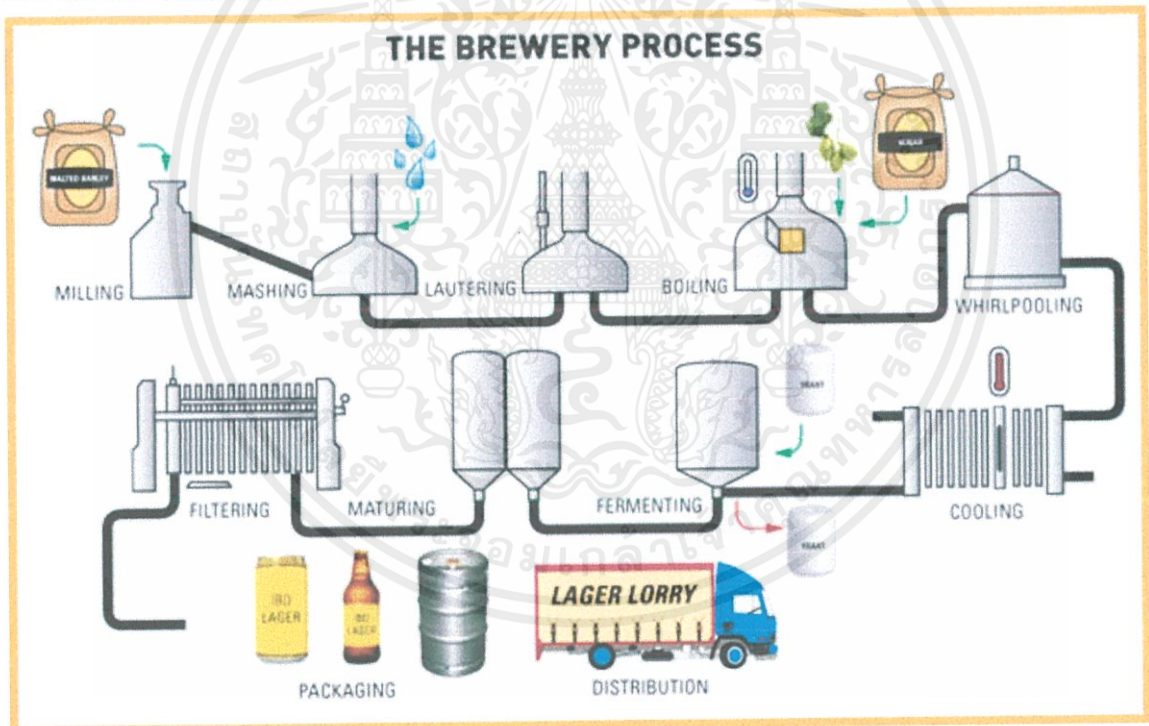 THE BREWERY PROCESS
MALTED BARLEY
SUGAR
MILLING
MASHING
LAUTERING
BOILING
WHIRLPOOLING
YEAST
FILTERING
MATURING
FERMENTING
COOLING
YEAST
IBD
LAGER
IBD
LAGER
LAGER LORRY
PACKAGING
DISTRIBUTION